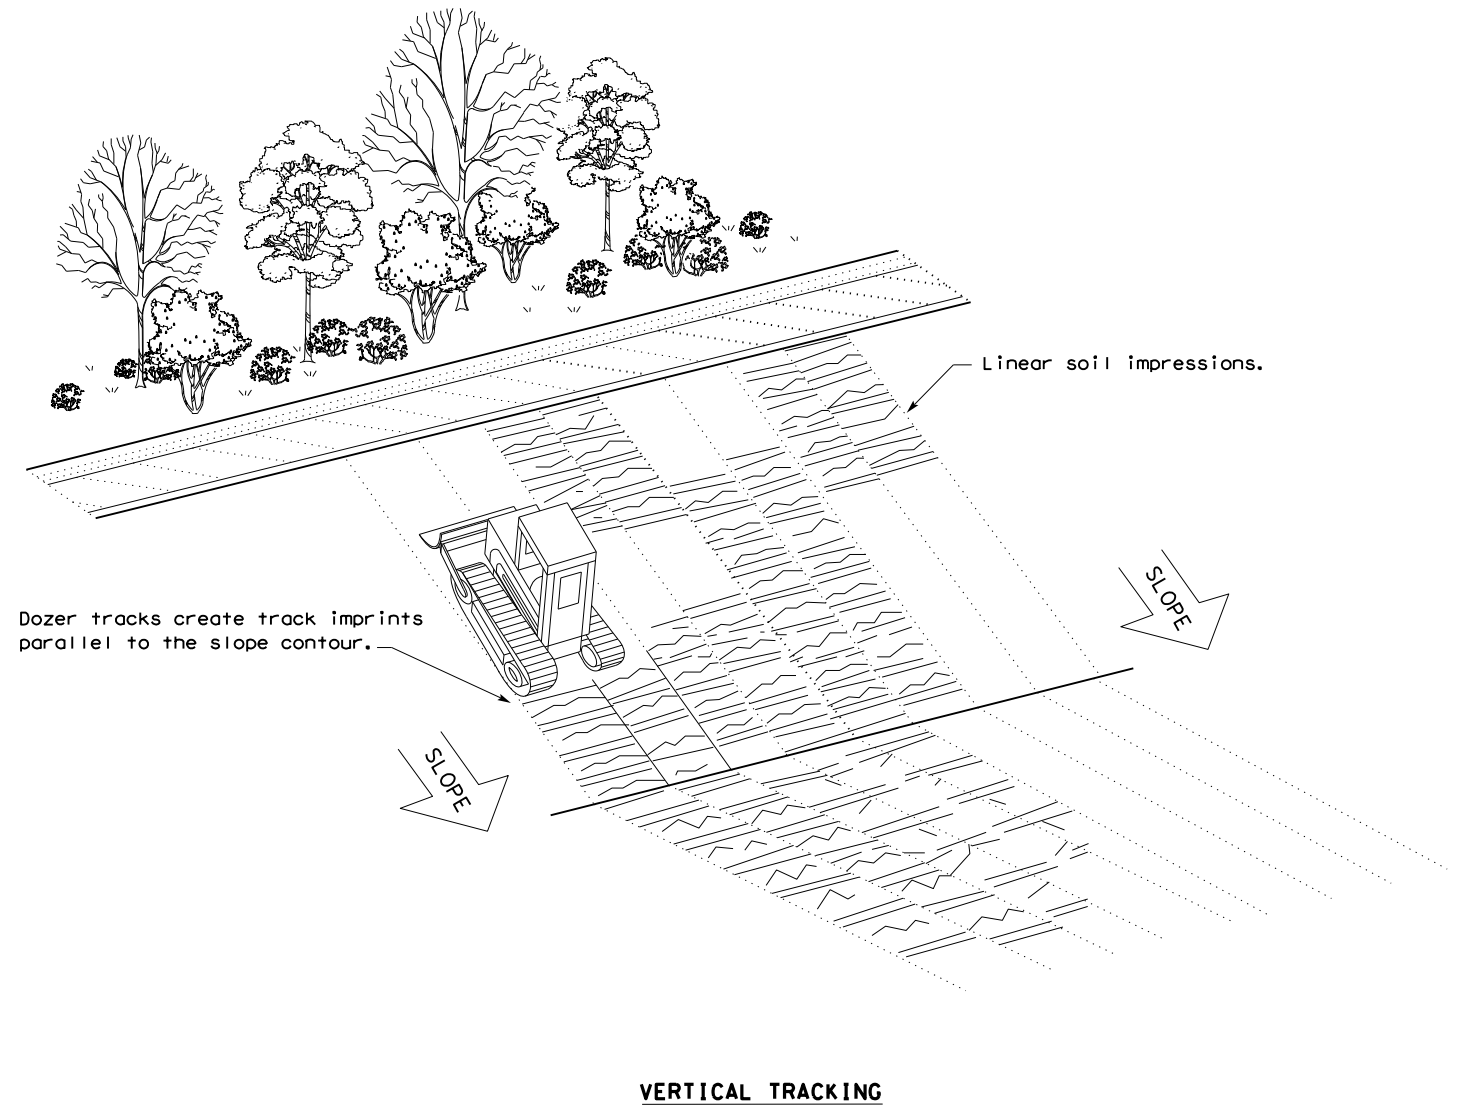 Linear soil impressions.
SLOPE
Dozer tracks create track imprints
parallel to the slope contour.
SLOPE
VERTICAL TRACKING